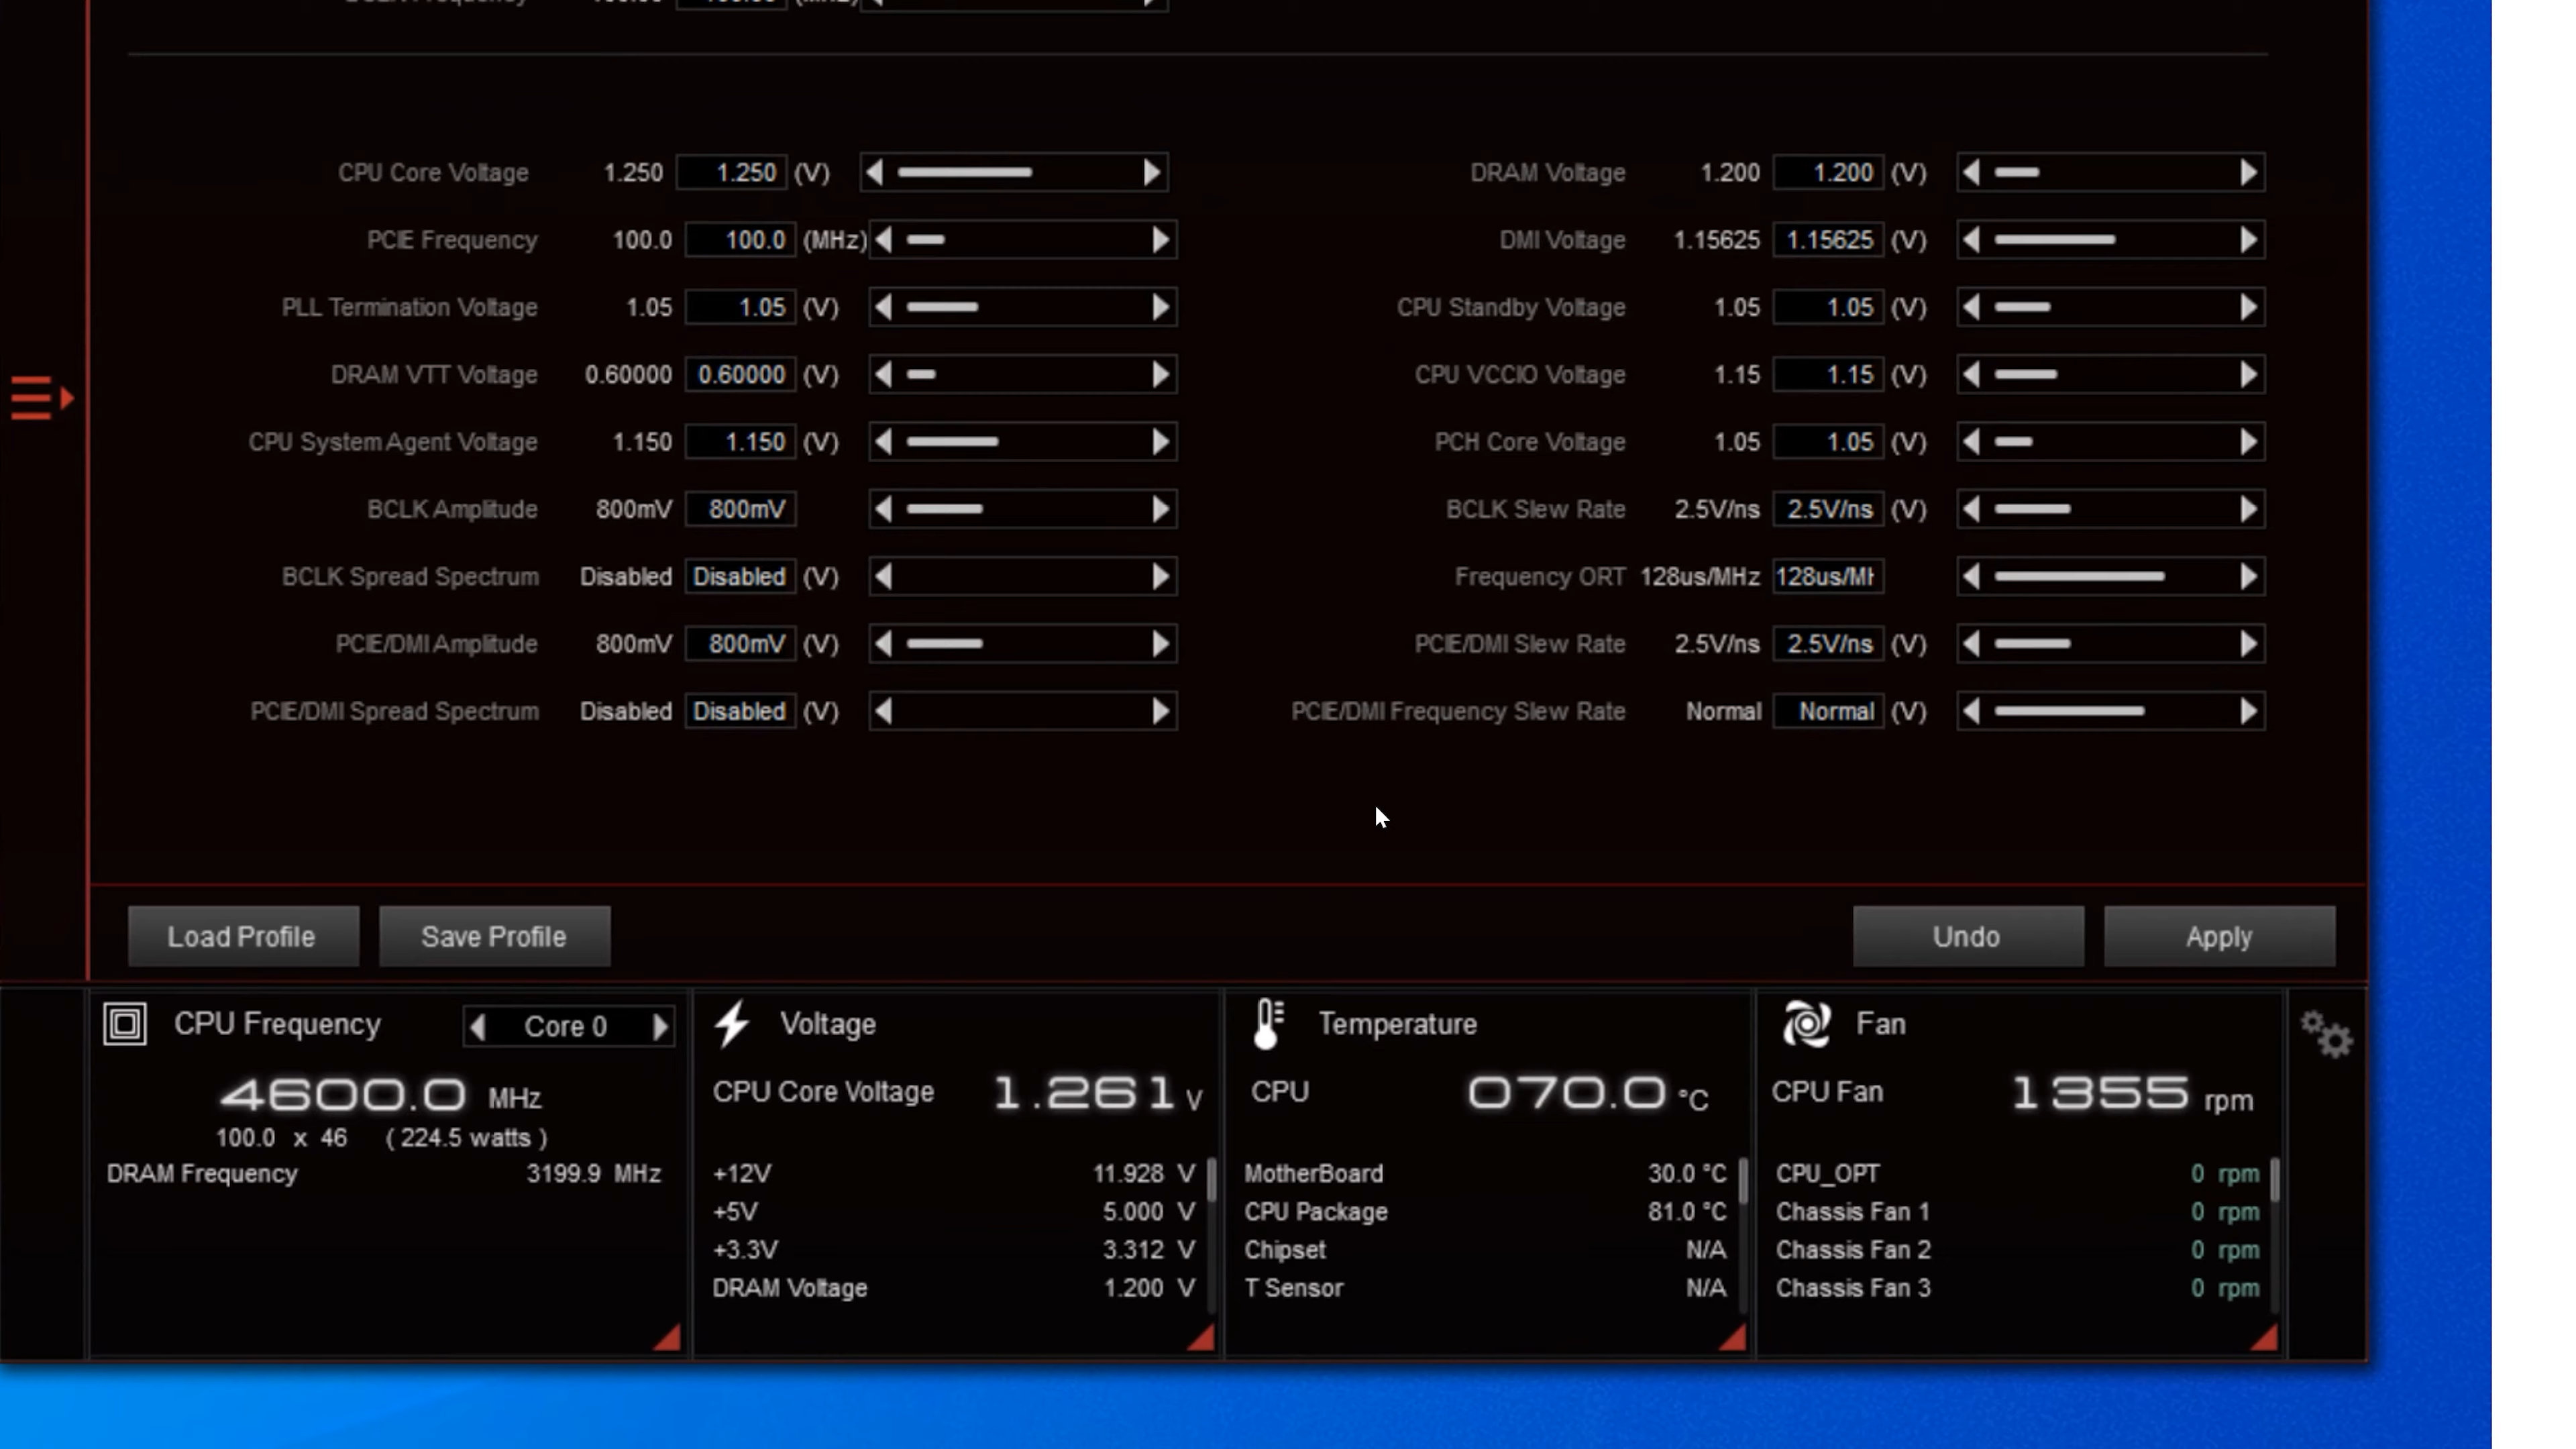 CPU Core Voltage 1.250 1.250 (V)
DRAM Voltage 1.200 1.200 (V)
PCIE Frequency 100.0 100.0 (MHz)
DMI Voltage 1.15625 1.15625 (V)
PLL Termination Voltage 1.05 1.05 (V)
CPU Standby Voltage 1.05 1.05 (V)
DRAM VTT Voltage 0.60000 0.60000 (V)
CPU VCCIO Voltage 1.15 1.15 (V)
CPU System Agent Voltage 1.150 1.150 (V)
PCH Core Voltage 1.05 1.05 (V)
BCLK Amplitude 800mV 800mV
BCLK Slew Rate 2.5V/ns 2.5V/ns (V)
BCLK Spread Spectrum Disabled Disabled (V)
Frequency ORT 128us/MHz 128us/M
PCIE/DMI Amplitude 800mV 800mV (V)
PCIE/DMI Slew Rate 2.5V/ns 2.5V/ns (V)
PCIE/DMI Spread Spectrum Disabled Disabled (V)
PCIE/DMI Frequency Slew Rate Normal Normal (V)
Load Profile
Save Profile
Undo
Apply
CPU Frequency
Core 0
4600.0 MHz
100.0 x 46 ( 224.5 watts )
DRAM Frequency 3199.9 MHz
Voltage
CPU Core Voltage 1.261 V
+12V 11.928 V
+5V 5.000 V
+3.3V 3.312 V
DRAM Voltage 1.200 V
Temperature
CPU 070.0 °C
MotherBoard 30.0 °C
CPU Package 81.0 °C
Chipset N/A
T Sensor N/A
Fan
CPU Fan 1355 rpm
CPU_OPT 0 rpm
Chassis Fan 1 0 rpm
Chassis Fan 2 0 rpm
Chassis Fan 3 0 rpm